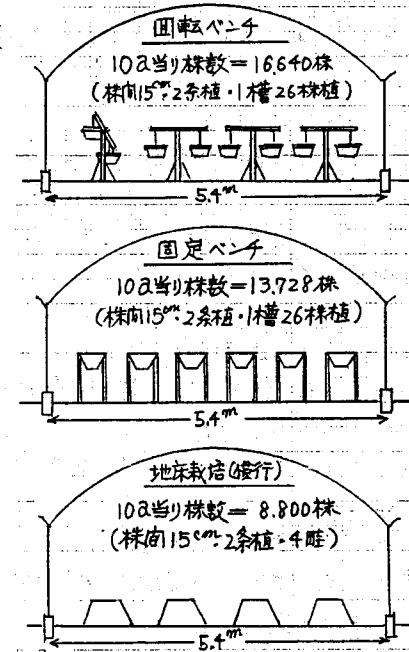 回転ベンチ
10a当り株数=16.640株
(株間15cm・2条植・1槽26株植)
5.4m
固定ベンチ
10a当り株数=13.728株
(株間15cm・2条植・1槽26株植)
5.4m
地床栽培(慣行)
10a当り株数= 8.800株
(株間15cm・2条植・4畦)
5.4m